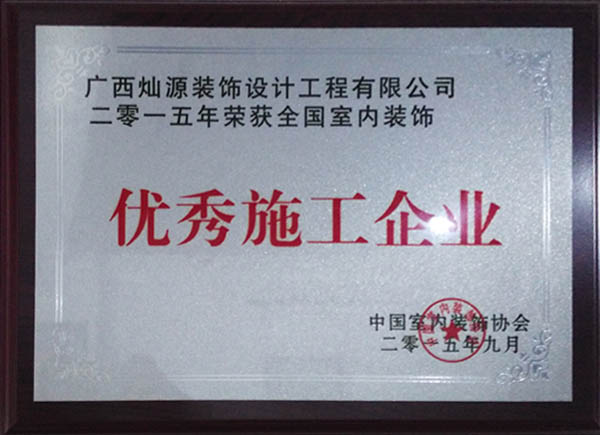 广西灿源装饰设计工程有限公司
二零一五年荣获全国室内装饰
优秀施工企业
中国室内装饰协会
二零一五年九月